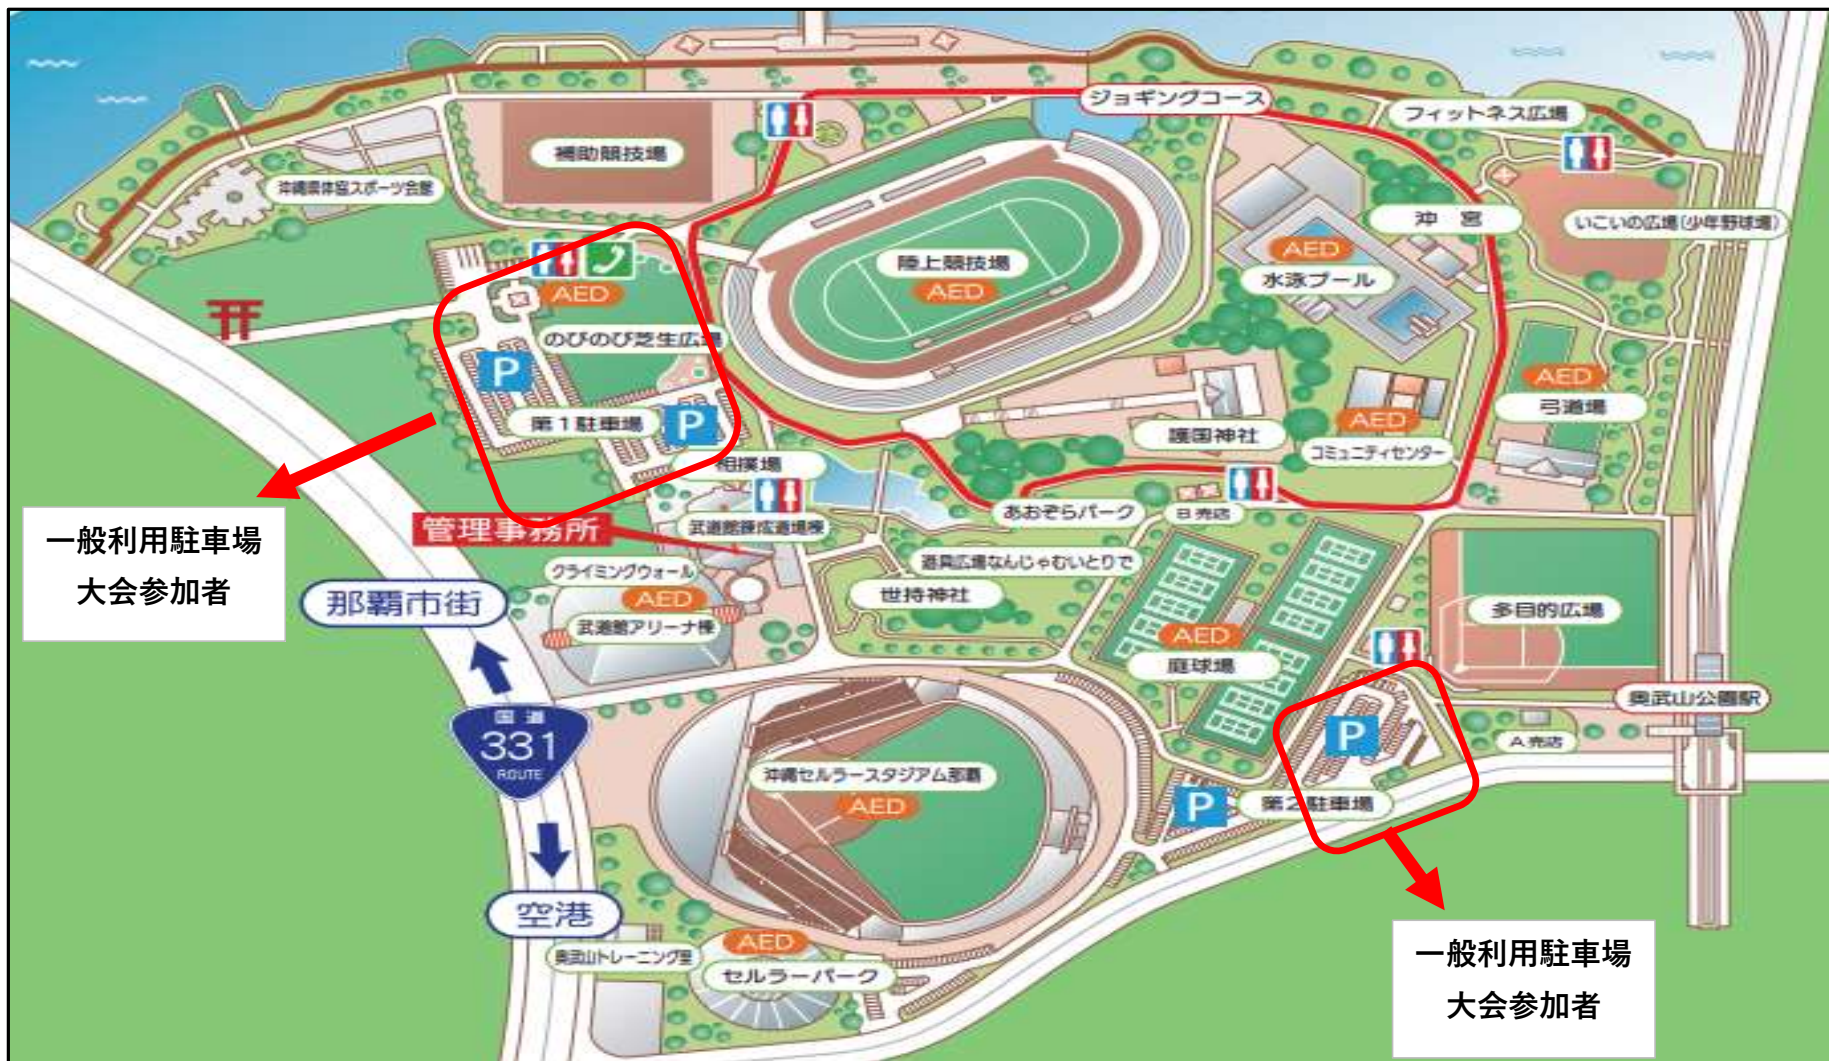 ジョギングコース
フィットネス広場
補助競技場
沖縄県体協スポーツ会館
沖宮
いこいの広場(少年野球場)
AED
水泳プール
陸上競技場
AED
AED
のびのび芝生広場
P
第1駐車場
P
AED
弓道場
護国神社
AED
コミュニティセンター
相撲場
一般利用駐車場
大会参加者
管理事務所
武道館錬成道場棟
あおぞらパーク
B売店
遊具広場なんじゃむいとりで
クライミングウォール
AED
武道館アリーナ棟
世持神社
多目的広場
那覇市街
AED
庭球場
奥武山公園駅
国道
331
ROUTE
P
A売店
沖縄セルラースタジアム那覇
AED
P
第2駐車場
空港
奥武山トレーニング室
AED
セルラーパーク
一般利用駐車場
大会参加者